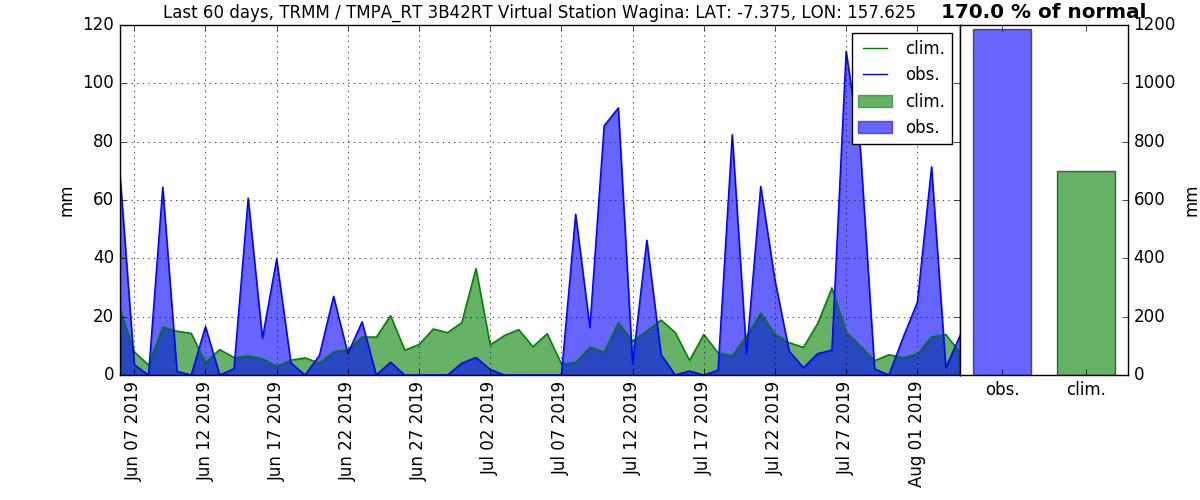 Last 60 days, TRMM / TMPA_RT 3B42RT Virtual Station Wagina: LAT: -7.375, LON: 157.625
170.0 % of normal
120
100
80
60
40
20
0
mm
clim.
obs.
clim.
obs.
1200
1000
800
600
400
200
0
mm
Jun 07 2019
Jun 12 2019
Jun 17 2019
Jun 22 2019
Jun 27 2019
Jul 02 2019
Jul 07 2019
Jul 12 2019
Jul 17 2019
Jul 22 2019
Jul 27 2019
Aug 01 2019
obs.
clim.